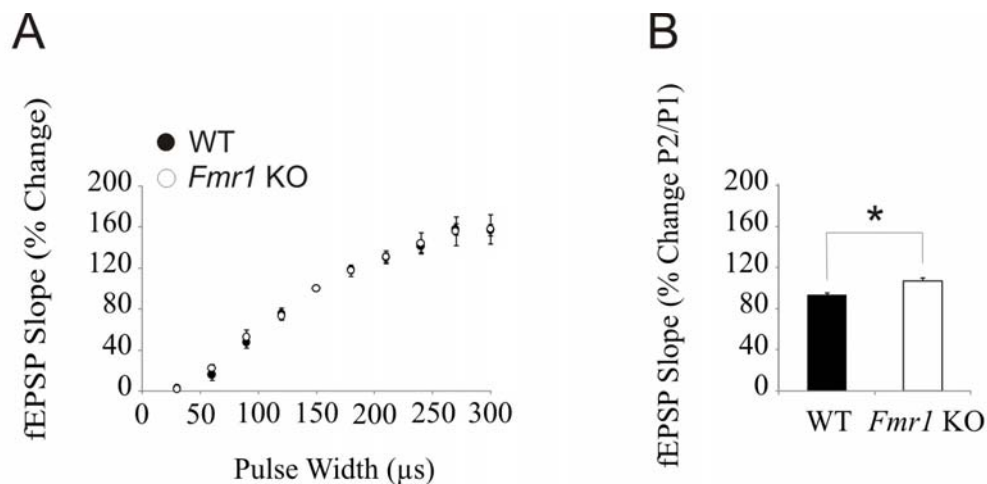 A
fEPSP Slope (% Change)
WT
Fmr1 KO
200
160
120
80
40
0
0 50 100 150 200 250 300
Pulse Width (µs)
B
fEPSP Slope (% Change P2/P1)
200
160
120
80
40
0
*
WT Fmr1 KO